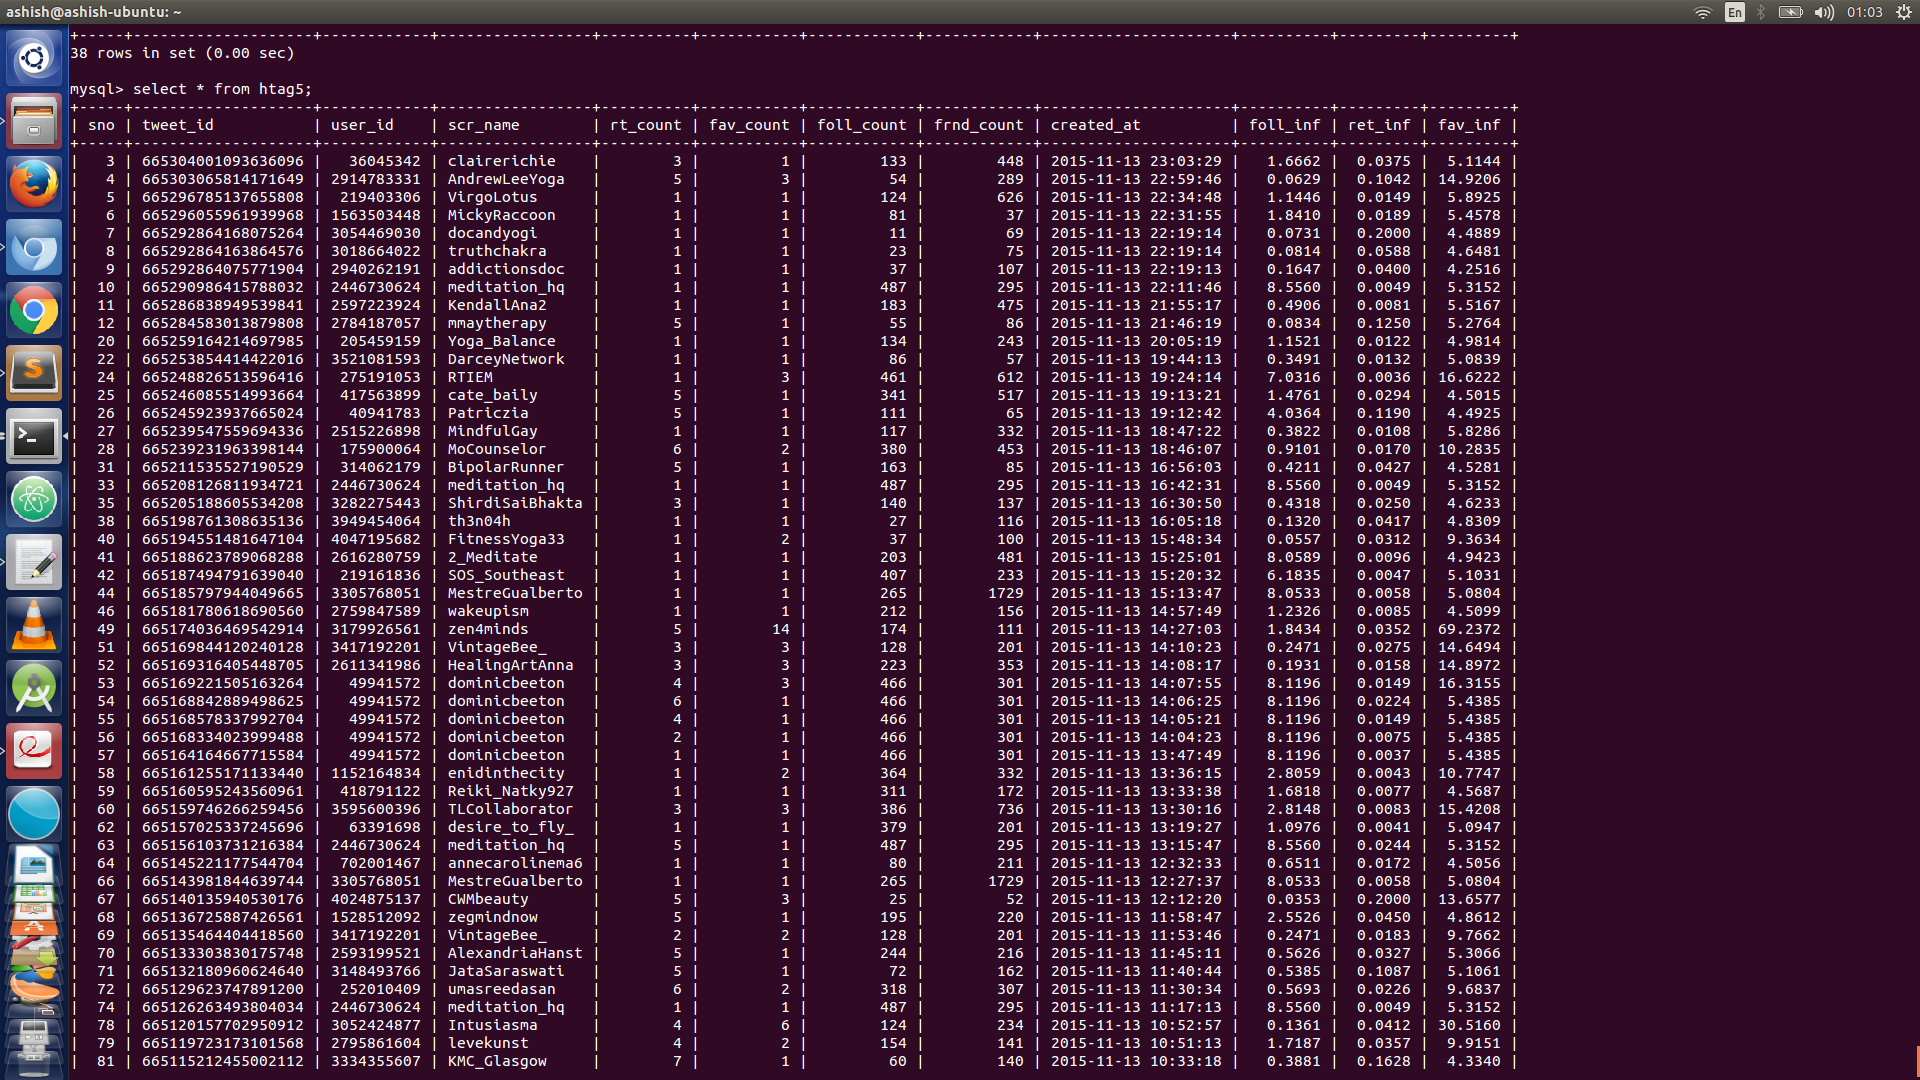 ashish@ashish-ubuntu: ~ En 01:03
+-----+--------------------+------------+-----------------+----------+-----------+------------+------------+---------------------+----------+---------+---------+
38 rows in set (0.00 sec)
mysql> select * from htag5;
+-----+--------------------+------------+-----------------+----------+-----------+------------+------------+---------------------+----------+---------+---------+
| sno | tweet_id | user_id | scr_name | rt_count | fav_count | foll_count | frnd_count | created_at | foll_inf | ret_inf | fav_inf |
+-----+--------------------+------------+-----------------+----------+-----------+------------+------------+---------------------+----------+---------+---------+
| 3 | 665304001093636096 | 36045342 | clairerichie | 3 | 1 | 133 | 448 | 2015-11-13 23:03:29 | 1.6662 | 0.0375 | 5.1144 |
| 4 | 665303065814171649 | 2914783331 | AndrewLeeYoga | 5 | 3 | 54 | 289 | 2015-11-13 22:59:46 | 0.0629 | 0.1042 | 14.9206 |
| 5 | 665296785137655808 | 219403306 | VirgoLotus | 1 | 1 | 124 | 626 | 2015-11-13 22:34:48 | 1.1446 | 0.0149 | 5.8925 |
| 6 | 665296055961939968 | 1563503448 | MickyRaccoon | 1 | 1 | 81 | 37 | 2015-11-13 22:31:55 | 1.8410 | 0.0189 | 5.4578 |
| 7 | 665292864168075264 | 3054469030 | docandyogi | 1 | 1 | 11 | 69 | 2015-11-13 22:19:14 | 0.0731 | 0.2000 | 4.4889 |
| 8 | 665292864163864576 | 3018664022 | truthchakra | 1 | 1 | 23 | 75 | 2015-11-13 22:19:14 | 0.0814 | 0.0588 | 4.6481 |
| 9 | 665292864075771904 | 2940262191 | addictionsdoc | 1 | 1 | 37 | 107 | 2015-11-13 22:19:13 | 0.1647 | 0.0400 | 4.2516 |
| 10 | 665290986415788032 | 2446730624 | meditation_hq | 1 | 1 | 487 | 295 | 2015-11-13 22:11:46 | 8.5560 | 0.0049 | 5.3152 |
| 11 | 665286838949539841 | 2597223924 | KendallAna2 | 1 | 1 | 183 | 475 | 2015-11-13 21:55:17 | 0.4906 | 0.0081 | 5.5167 |
| 12 | 665284583013879808 | 2784187057 | mmaytherapy | 5 | 1 | 55 | 86 | 2015-11-13 21:46:19 | 0.0834 | 0.1250 | 5.2764 |
| 20 | 665259164214697985 | 205459159 | Yoga_Balance | 1 | 1 | 134 | 243 | 2015-11-13 20:05:19 | 1.1521 | 0.0122 | 4.9814 |
| 22 | 665253854414422016 | 3521081593 | DarceyNetwork | 1 | 1 | 86 | 57 | 2015-11-13 19:44:13 | 0.3491 | 0.0132 | 5.0839 |
| 24 | 665248826513596416 | 275191053 | RTIEM | 1 | 3 | 461 | 612 | 2015-11-13 19:24:14 | 7.0316 | 0.0036 | 16.6222 |
| 25 | 665246085514993664 | 417563899 | cate_baily | 5 | 1 | 341 | 517 | 2015-11-13 19:13:21 | 1.4761 | 0.0294 | 4.5015 |
| 26 | 665245923937665024 | 40941783 | Patriczia | 5 | 1 | 111 | 65 | 2015-11-13 19:12:42 | 4.0364 | 0.1190 | 4.4925 |
| 27 | 665239547559694336 | 2515226898 | MindfulGay | 1 | 1 | 117 | 332 | 2015-11-13 18:47:22 | 0.3822 | 0.0108 | 5.8286 |
| 28 | 665239231963398144 | 175900064 | MoCounselor | 6 | 2 | 380 | 453 | 2015-11-13 18:46:07 | 0.9101 | 0.0170 | 10.2835 |
| 31 | 665211535527190529 | 314062179 | BipolarRunner | 5 | 1 | 163 | 85 | 2015-11-13 16:56:03 | 0.4211 | 0.0427 | 4.5281 |
| 33 | 665208126811934721 | 2446730624 | meditation_hq | 1 | 1 | 487 | 295 | 2015-11-13 16:42:31 | 8.5560 | 0.0049 | 5.3152 |
| 35 | 665205188605534208 | 3282275443 | ShirdiSaiBhakta | 3 | 1 | 140 | 137 | 2015-11-13 16:30:50 | 0.4318 | 0.0250 | 4.6233 |
| 38 | 665198761308635136 | 3949454064 | th3n04h | 1 | 1 | 27 | 116 | 2015-11-13 16:05:18 | 0.1320 | 0.0417 | 4.8309 |
| 40 | 665194551481647104 | 4047195682 | FitnessYoga33 | 1 | 2 | 37 | 100 | 2015-11-13 15:48:34 | 0.0557 | 0.0312 | 9.3634 |
| 41 | 665188623789068288 | 2616280759 | 2_Meditate | 1 | 1 | 203 | 481 | 2015-11-13 15:25:01 | 8.0589 | 0.0096 | 4.9423 |
| 42 | 665187494791639040 | 219161836 | SOS_Southeast | 1 | 1 | 407 | 233 | 2015-11-13 15:20:32 | 6.1835 | 0.0047 | 5.1031 |
| 44 | 665185797944049665 | 3305768051 | MestreGualberto | 1 | 1 | 265 | 1729 | 2015-11-13 15:13:47 | 8.0533 | 0.0058 | 5.0804 |
| 46 | 665181780618690560 | 2759847589 | wakeupism | 1 | 1 | 212 | 156 | 2015-11-13 14:57:49 | 1.2326 | 0.0085 | 4.5099 |
| 49 | 665174036469542914 | 3179926561 | zen4minds | 5 | 14 | 174 | 111 | 2015-11-13 14:27:03 | 1.8434 | 0.0352 | 69.2372 |
| 51 | 665169844120240128 | 3417192201 | VintageBee_ | 3 | 3 | 128 | 201 | 2015-11-13 14:10:23 | 0.2471 | 0.0275 | 14.6494 |
| 52 | 665169316405448705 | 2611341986 | HealingArtAnna | 3 | 3 | 223 | 353 | 2015-11-13 14:08:17 | 0.1931 | 0.0158 | 14.8972 |
| 53 | 665169221505163264 | 49941572 | dominicbeeton | 4 | 3 | 466 | 301 | 2015-11-13 14:07:55 | 8.1196 | 0.0149 | 16.3155 |
| 54 | 665168842889498625 | 49941572 | dominicbeeton | 6 | 1 | 466 | 301 | 2015-11-13 14:06:25 | 8.1196 | 0.0224 | 5.4385 |
| 55 | 665168578337992704 | 49941572 | dominicbeeton | 4 | 1 | 466 | 301 | 2015-11-13 14:05:21 | 8.1196 | 0.0149 | 5.4385 |
| 56 | 665168334023999488 | 49941572 | dominicbeeton | 2 | 1 | 466 | 301 | 2015-11-13 14:04:23 | 8.1196 | 0.0075 | 5.4385 |
| 57 | 665164164667715584 | 49941572 | dominicbeeton | 1 | 1 | 466 | 301 | 2015-11-13 13:47:49 | 8.1196 | 0.0037 | 5.4385 |
| 58 | 665161255171133440 | 1152164834 | enidinthecity | 1 | 2 | 364 | 332 | 2015-11-13 13:36:15 | 2.8059 | 0.0043 | 10.7747 |
| 59 | 665160595243560961 | 418791122 | Reiki_Natky927 | 1 | 1 | 311 | 172 | 2015-11-13 13:33:38 | 1.6818 | 0.0077 | 4.5687 |
| 60 | 665159746266259456 | 3595600396 | TLCollaborator | 3 | 3 | 386 | 736 | 2015-11-13 13:30:16 | 2.8148 | 0.0083 | 15.4208 |
| 62 | 665157025337245696 | 63391698 | desire_to_fly_ | 1 | 1 | 379 | 201 | 2015-11-13 13:19:27 | 1.0976 | 0.0041 | 5.0947 |
| 63 | 665156103731216384 | 2446730624 | meditation_hq | 5 | 1 | 487 | 295 | 2015-11-13 13:15:47 | 8.5560 | 0.0244 | 5.3152 |
| 64 | 665145221177544704 | 702001467 | annecarolinema6 | 1 | 1 | 80 | 211 | 2015-11-13 12:32:33 | 0.6511 | 0.0172 | 4.5056 |
| 66 | 665143981844639744 | 3305768051 | MestreGualberto | 1 | 1 | 265 | 1729 | 2015-11-13 12:27:37 | 8.0533 | 0.0058 | 5.0804 |
| 67 | 665140135940530176 | 4024875137 | CWMbeauty | 5 | 3 | 25 | 52 | 2015-11-13 12:12:20 | 0.0353 | 0.2000 | 13.6577 |
| 68 | 665136725887426561 | 1528512092 | zegmindnow | 5 | 1 | 195 | 220 | 2015-11-13 11:58:47 | 2.5526 | 0.0450 | 4.8612 |
| 69 | 665135464404418560 | 3417192201 | VintageBee_ | 2 | 2 | 128 | 201 | 2015-11-13 11:53:46 | 0.2471 | 0.0183 | 9.7662 |
| 70 | 665133303830175748 | 2593199521 | AlexandriaHanst | 5 | 1 | 244 | 216 | 2015-11-13 11:45:11 | 0.5626 | 0.0327 | 5.3066 |
| 71 | 665132180960624640 | 3148493766 | JataSaraswati | 5 | 1 | 72 | 162 | 2015-11-13 11:40:44 | 0.5385 | 0.1087 | 5.1061 |
| 72 | 665129623747891200 | 252010409 | umasreedasan | 6 | 2 | 318 | 307 | 2015-11-13 11:30:34 | 0.5693 | 0.0226 | 9.6837 |
| 74 | 665126263493804034 | 2446730624 | meditation_hq | 1 | 1 | 487 | 295 | 2015-11-13 11:17:13 | 8.5560 | 0.0049 | 5.3152 |
| 78 | 665120157702950912 | 3052424877 | Intusiasma | 4 | 6 | 124 | 234 | 2015-11-13 10:52:57 | 0.1361 | 0.0412 | 30.5160 |
| 79 | 665119723173101568 | 2795861604 | levekunst | 4 | 2 | 154 | 141 | 2015-11-13 10:51:13 | 1.7187 | 0.0357 | 9.9151 |
| 81 | 665115212455002112 | 3334355607 | KMC_Glasgow | 7 | 1 | 60 | 140 | 2015-11-13 10:33:18 | 0.3881 | 0.1628 | 4.3340 |